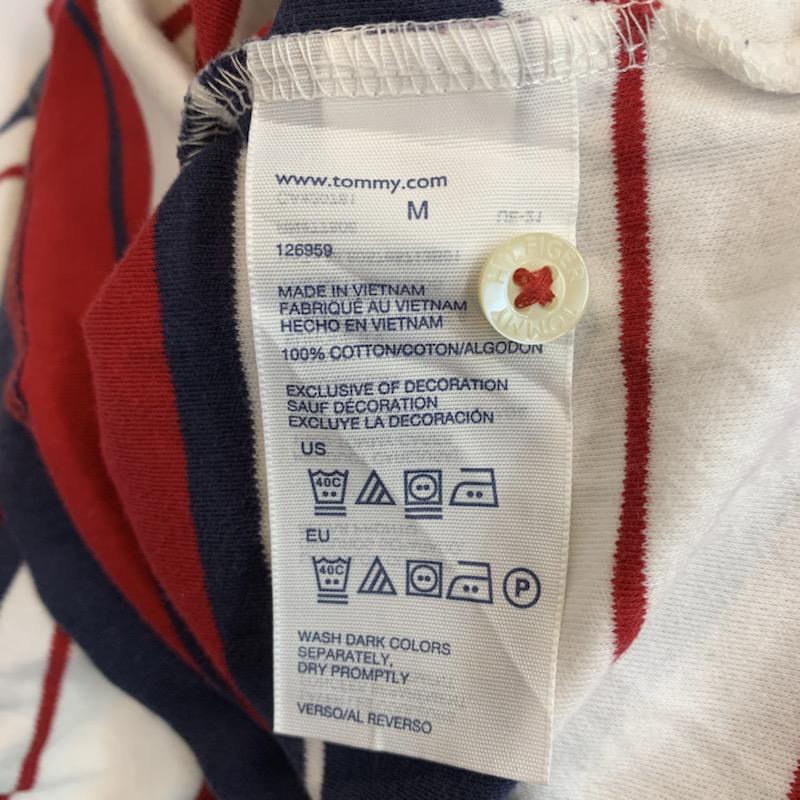 www.tommy.com
M
126959
HILFIGER
TOMMY
MADE IN VIETNAM
FABRIQUÉ AU VIETNAM
HECHO EN VIETNAM
100% COTTON/COTON/ALGODON
EXCLUSIVE OF DECORATION
SAUF DÉCORATION
EXCLUYE LA DECORACIÓN
US
40C
EU
40C
P
WASH DARK COLORS
SEPARATELY,
DRY PROMPTLY
VERSO/AL REVERSO